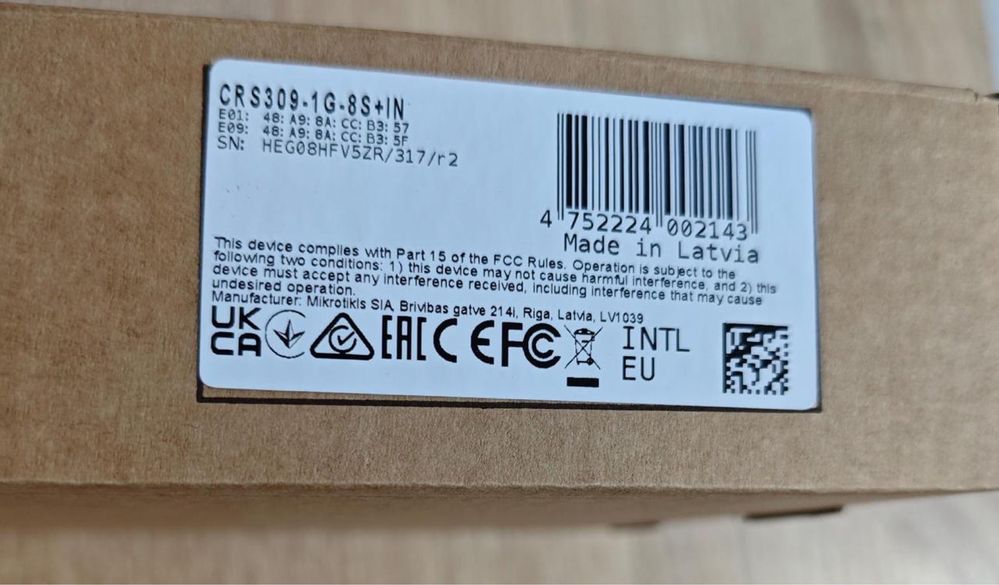 CRS309-1G-8S+IN
E01: 48: A9: 8A: CC: B3: 57
E09: 48: A9: 8A: CC: B3: 5F
SN: HEG08HFV5ZR/317/r2
4 752224 002143
Made in Latvia
This device complies with Part 15 of the FCC Rules. Operation is subject to the
following two conditions: 1) this device may not cause harmful interference, and 2) this
device must accept any interference received, including interference that may cause
undesired operation.
Manufacturer: Mikrotikls SIA, Brivibas gatve 214i, Riga, Latvia, LV1039
UK
CA
EAC CE FC
INTL
EU